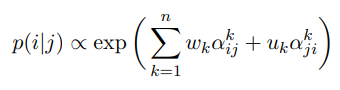 p(i|j) ∝ exp ( ∑_{k=1}^{n} w_k α_{ij}^k + u_k α_{ji}^k )